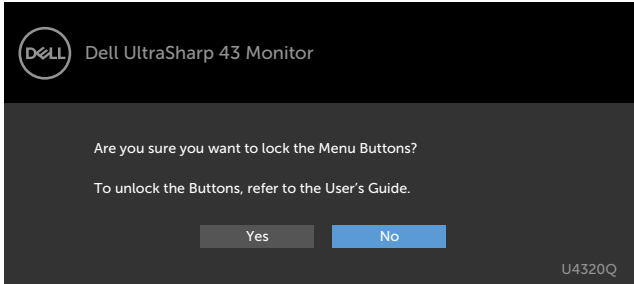 DELL Dell UltraSharp 43 Monitor
Are you sure you want to lock the Menu Buttons?
To unlock the Buttons, refer to the User’s Guide.
Yes No
U4320Q